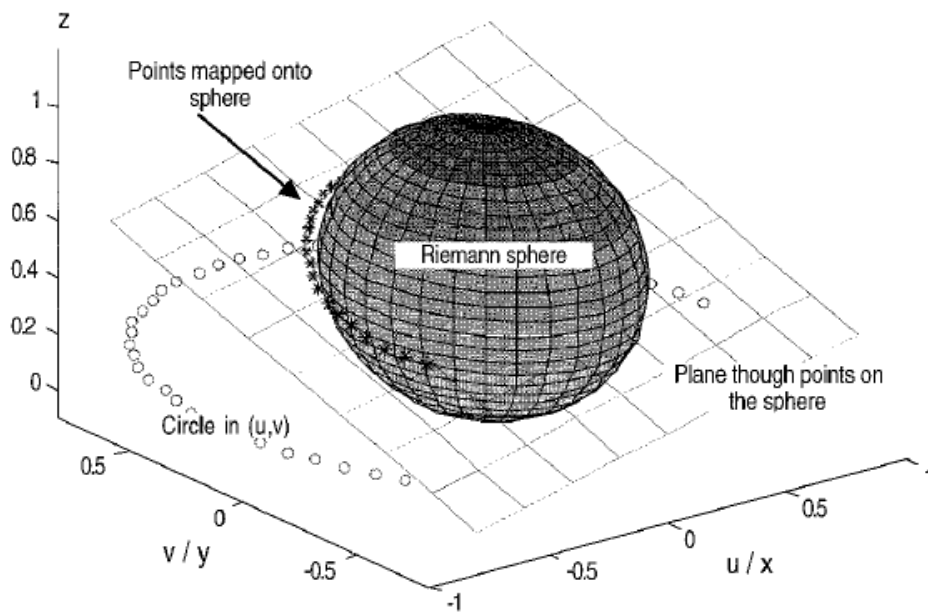 z
Points mapped onto
sphere
1
0.8
0.6
0.4
0.2
0
Riemann sphere
Plane though points on
the sphere
Circle in (u,v)
0.5
0
-0.5
v / y
-1
-0.5
0
0.5
u / x